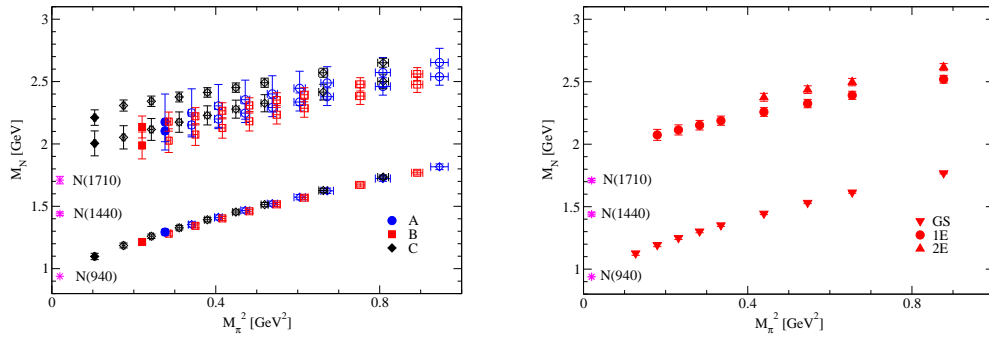 3
2.5
2
1.5
1
M_N [GeV]
0
0.4
0.8
M_π^2 [GeV^2]
N(1710)
N(1440)
N(940)
A
B
C
3
2.5
2
1.5
1
M_N [GeV]
0
0.4
0.8
M_π^2 [GeV^2]
N(1710)
N(1440)
N(940)
GS
1E
2E